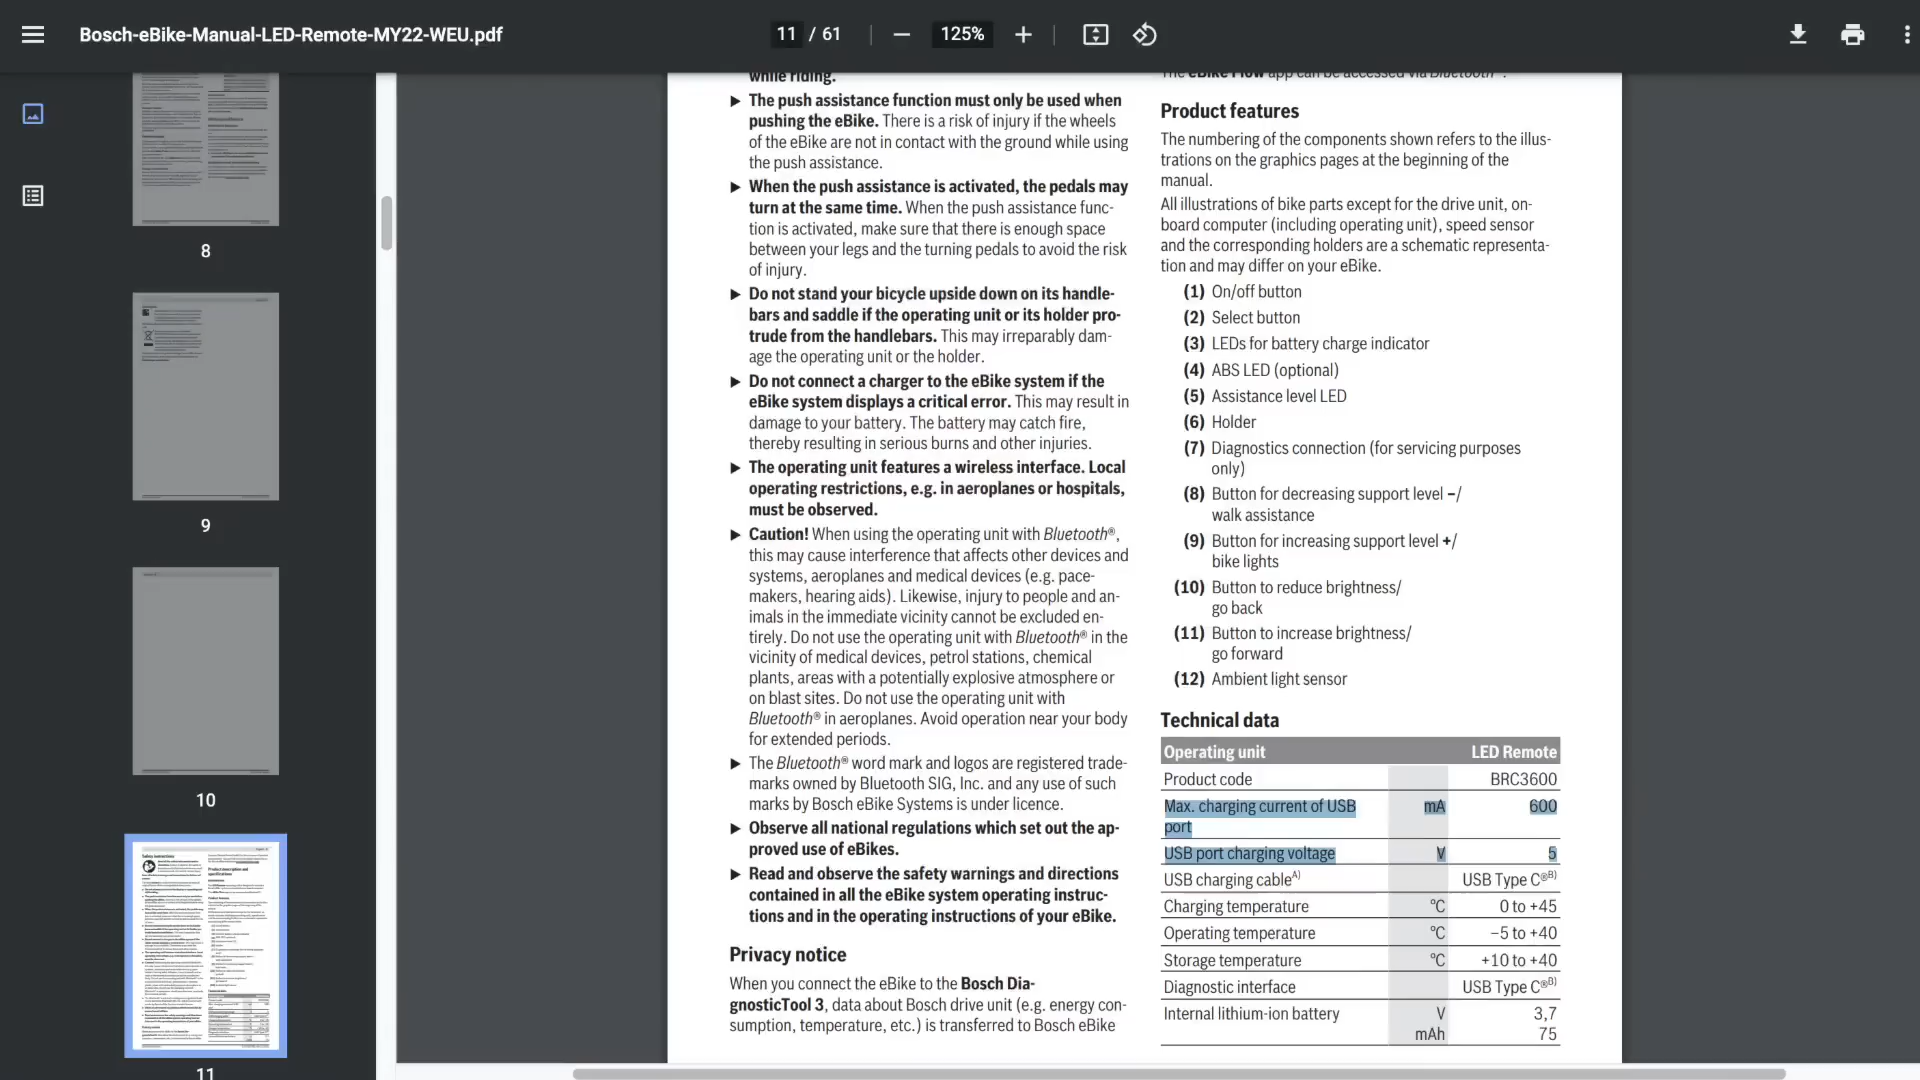 Bosch-eBike-Manual-LED-Remote-MY22-WEU.pdf
11 / 61
125%
8
9
10
11
while riding.
▶ The push assistance function must only be used when
pushing the eBike. There is a risk of injury if the wheels
of the eBike are not in contact with the ground while using
the push assistance.
▶ When the push assistance is activated, the pedals may
turn at the same time. When the push assistance func-
tion is activated, make sure that there is enough space
between your legs and the turning pedals to avoid the risk
of injury.
▶ Do not stand your bicycle upside down on its handle-
bars and saddle if the operating unit or its holder pro-
trude from the handlebars. This may irreparably dam-
age the operating unit or the holder.
▶ Do not connect a charger to the eBike system if the
eBike system displays a critical error. This may result in
damage to your battery. The battery may catch fire,
thereby resulting in serious burns and other injuries.
▶ The operating unit features a wireless interface. Local
operating restrictions, e.g. in aeroplanes or hospitals,
must be observed.
▶ Caution! When using the operating unit with Bluetooth®,
this may cause interference that affects other devices and
systems, aeroplanes and medical devices (e.g. pace-
makers, hearing aids). Likewise, injury to people and an-
imals in the immediate vicinity cannot be excluded en-
tirely. Do not use the operating unit with Bluetooth® in the
vicinity of medical devices, petrol stations, chemical
plants, areas with a potentially explosive atmosphere or
on blast sites. Do not use the operating unit with
Bluetooth® in aeroplanes. Avoid operation near your body
for extended periods.
▶ The Bluetooth® word mark and logos are registered trade-
marks owned by Bluetooth SIG, Inc. and any use of such
marks by Bosch eBike Systems is under licence.
▶ Observe all national regulations which set out the ap-
proved use of eBikes.
▶ Read and observe the safety warnings and directions
contained in all the eBike system operating instruc-
tions and in the operating instructions of your eBike.
Privacy notice
When you connect the eBike to the Bosch Dia-
gnosticTool 3, data about Bosch drive unit (e.g. energy con-
sumption, temperature, etc.) is transferred to Bosch eBike
The eBike Flow app can be accessed via Bluetooth®.
Product features
The numbering of the components shown refers to the illus-
trations on the graphics pages at the beginning of the
manual.
All illustrations of bike parts except for the drive unit, on-
board computer (including operating unit), speed sensor
and the corresponding holders are a schematic representa-
tion and may differ on your eBike.
(1) On/off button
(2) Select button
(3) LEDs for battery charge indicator
(4) ABS LED (optional)
(5) Assistance level LED
(6) Holder
(7) Diagnostics connection (for servicing purposes
only)
(8) Button for decreasing support level –/
walk assistance
(9) Button for increasing support level +/
bike lights
(10) Button to reduce brightness/
go back
(11) Button to increase brightness/
go forward
(12) Ambient light sensor
Technical data
Operating unit LED Remote
Product code BRC3600
Max. charging current of USB mA 600
port
USB port charging voltage V 5
USB charging cable A) USB Type C® B)
Charging temperature °C 0 to +45
Operating temperature °C −5 to +40
Storage temperature °C +10 to +40
Diagnostic interface USB Type C® B)
Internal lithium-ion battery V 3,7
mAh 75